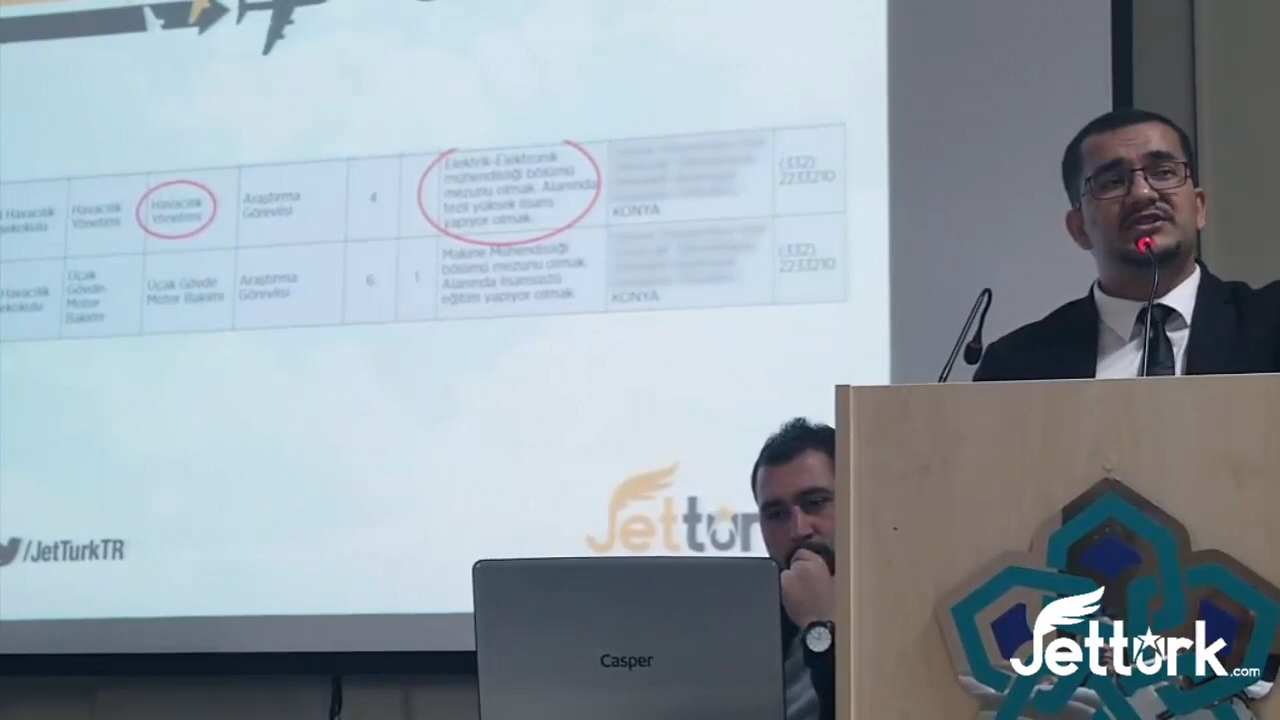 Elektrik-Elektronik
mühendisliği bölümü
mezunu olmak. Alanında
tezli yüksek lisans
yapıyor olmak.
Havacılık
Yönetimi
Havacılık
Yönetimi
Araştırma
Görevlisi
4
KONYA
(332)
2233210
Havacılık
Uçak
Gövde-
Motor
Bakımı
Uçak Gövde
Motor Bakımı
Araştırma
Görevlisi
6
1
Makine Mühendisliği
bölümü mezunu olmak.
Alanında lisansüstü
eğitim yapıyor olmak.
KONYA
(332)
2233210
/JetTurkTR
Jettür
Casper
Jettürk.com